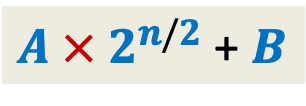 A × 2^{n/2} + B